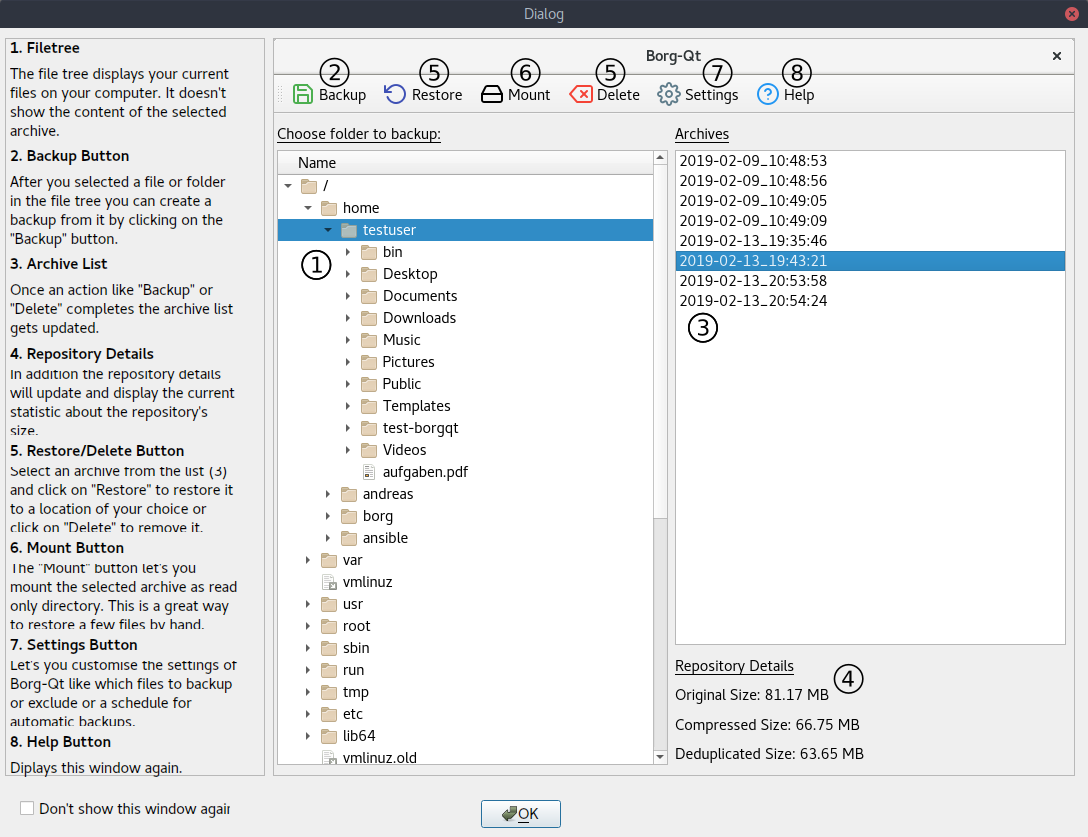 Dialog
1. Filetree
The file tree displays your current
files on your computer. It doesn't
show the content of the selected
archive.
2. Backup Button
After you selected a file or folder
in the file tree you can create a
backup from it by clicking on the
"Backup" button.
3. Archive List
Once an action like "Backup" or
"Delete" completes the archive list
gets updated.
4. Repository Details
In addition the repository details
will update and display the current
statistic about the repository's
size.
5. Restore/Delete Button
Select an archive from the list (3)
and click on "Restore" to restore it
to a location of your choice or
click on "Delete" to remove it.
6. Mount Button
The "Mount" button let's you
mount the selected archive as read
only directory. This is a great way
to restore a few files by hand.
7. Settings Button
Let's you customise the settings of
Borg-Qt like which files to backup
or exclude or a schedule for
automatic backups.
8. Help Button
Diplays this window again.
Don't show this window again
Borg-Qt
2 5 6 5 7 8
Backup Restore Mount Delete Settings Help
Choose folder to backup:
Name
/
home
testuser
1
bin
Desktop
Documents
Downloads
Music
Pictures
Public
Templates
test-borgqt
Videos
aufgaben.pdf
andreas
borg
ansible
var
vmlinuz
usr
root
sbin
run
tmp
etc
lib64
vmlinuz.old
Archives
2019-02-09_10:48:53
2019-02-09_10:48:56
2019-02-09_10:49:05
2019-02-09_10:49:09
2019-02-13_19:35:46
2019-02-13_19:43:21
2019-02-13_20:53:58
2019-02-13_20:54:24
3
Repository Details
4
Original Size: 81.17 MB
Compressed Size: 66.75 MB
Deduplicated Size: 63.65 MB
OK